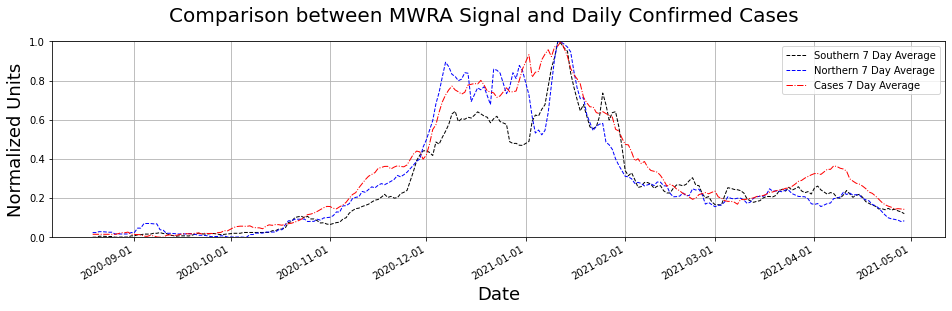 Comparison between MWRA Signal and Daily Confirmed Cases
Normalized Units
1.0
0.8
0.6
0.4
0.2
0.0
Southern 7 Day Average
Northern 7 Day Average
Cases 7 Day Average
2020-09-01
2020-10-01
2020-11-01
2020-12-01
2021-01-01
2021-02-01
2021-03-01
2021-04-01
2021-05-01
Date